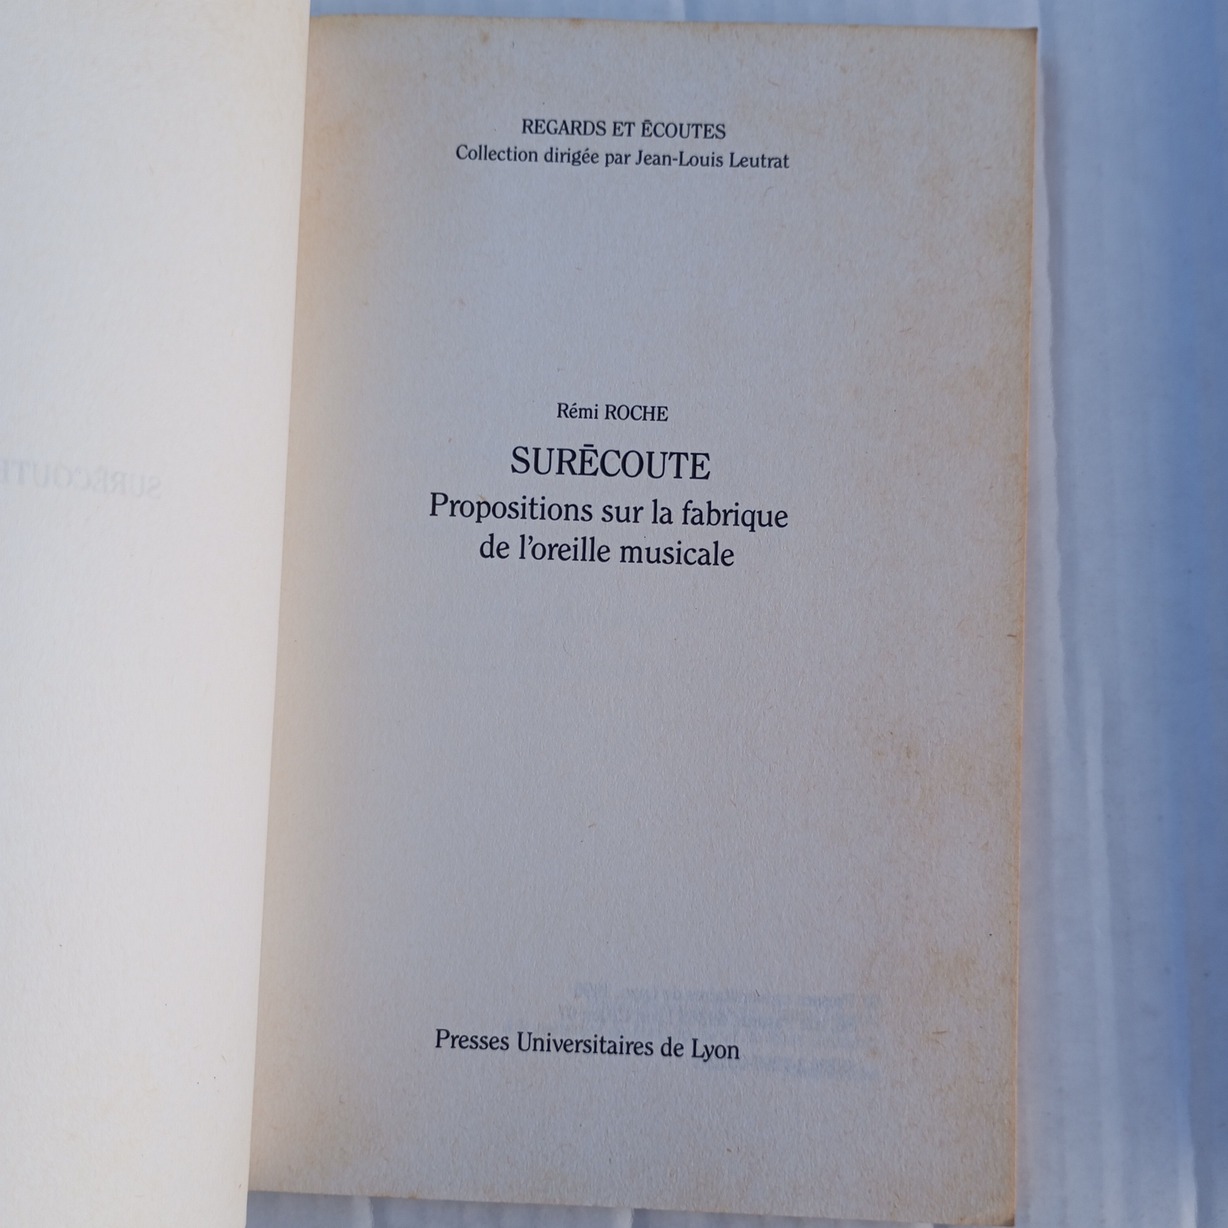 REGARDS ET ĒCOUTES
Collection dirigée par Jean-Louis Leutrat
Rémi ROCHE
SURĒCOUTE
Propositions sur la fabrique
de l'oreille musicale
Presses Universitaires de Lyon